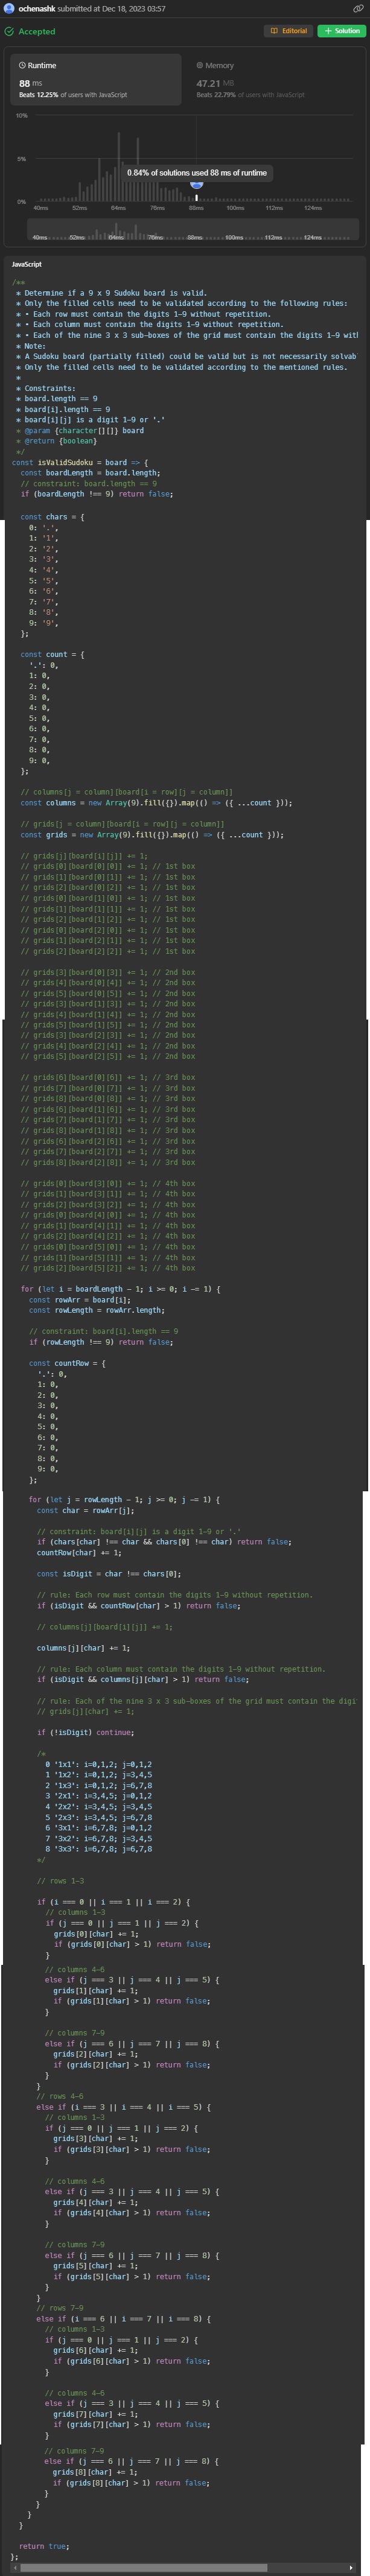 ochenashk submitted at Dec 18, 2023 03:57
Accepted
Editorial
Solution
Runtime
88 ms
Beats 12.25% of users with JavaScript
Memory
47.21 MB
Beats 22.79% of users with JavaScript
10%
5%
0%
0.84% of solutions used 88 ms of runtime
40ms 52ms 64ms 76ms 88ms 100ms 112ms 124ms
40ms 52ms 64ms 76ms 88ms 100ms 112ms 124ms
JavaScript
/**
 * Determine if a 9 x 9 Sudoku board is valid.
 * Only the filled cells need to be validated according to the following rules:
 * • Each row must contain the digits 1-9 without repetition.
 * • Each column must contain the digits 1-9 without repetition.
 * • Each of the nine 3 x 3 sub-boxes of the grid must contain the digits 1-9 wit
 * Note:
 * A Sudoku board (partially filled) could be valid but is not necessarily solvab
 * Only the filled cells need to be validated according to the mentioned rules.
 *
 * Constraints:
 * board.length == 9
 * board[i].length == 9
 * board[i][j] is a digit 1-9 or '.'
 * @param {character[][]} board
 * @return {boolean}
 */
const isValidSudoku = board => {
  const boardLength = board.length;
  // constraint: board.length == 9
  if (boardLength !== 9) return false;

  const chars = {
    0: '.',
    1: '1',
    2: '2',
    3: '3',
    4: '4',
    5: '5',
    6: '6',
    7: '7',
    8: '8',
    9: '9',
  };

  const count = {
    '.': 0,
    1: 0,
    2: 0,
    3: 0,
    4: 0,
    5: 0,
    6: 0,
    7: 0,
    8: 0,
    9: 0,
  };

  // columns[j = column][board[i = row][j = column]]
  const columns = new Array(9).fill({}).map(() => ({ ...count }));

  // grids[j = column][board[i = row][j = column]]
  const grids = new Array(9).fill({}).map(() => ({ ...count }));

  // grids[j][board[i][j]] += 1;
  // grids[0][board[0][0]] += 1; // 1st box
  // grids[1][board[0][1]] += 1; // 1st box
  // grids[2][board[0][2]] += 1; // 1st box
  // grids[0][board[1][0]] += 1; // 1st box
  // grids[1][board[1][1]] += 1; // 1st box
  // grids[2][board[1][2]] += 1; // 1st box
  // grids[0][board[2][0]] += 1; // 1st box
  // grids[1][board[2][1]] += 1; // 1st box
  // grids[2][board[2][2]] += 1; // 1st box

  // grids[3][board[0][3]] += 1; // 2nd box
  // grids[4][board[0][4]] += 1; // 2nd box
  // grids[5][board[0][5]] += 1; // 2nd box
  // grids[3][board[1][3]] += 1; // 2nd box
  // grids[4][board[1][4]] += 1; // 2nd box
  // grids[5][board[1][5]] += 1; // 2nd box
  // grids[3][board[2][3]] += 1; // 2nd box
  // grids[4][board[2][4]] += 1; // 2nd box
  // grids[5][board[2][5]] += 1; // 2nd box

  // grids[6][board[0][6]] += 1; // 3rd box
  // grids[7][board[0][7]] += 1; // 3rd box
  // grids[8][board[0][8]] += 1; // 3rd box
  // grids[6][board[1][6]] += 1; // 3rd box
  // grids[7][board[1][7]] += 1; // 3rd box
  // grids[8][board[1][8]] += 1; // 3rd box
  // grids[6][board[2][6]] += 1; // 3rd box
  // grids[7][board[2][7]] += 1; // 3rd box
  // grids[8][board[2][8]] += 1; // 3rd box

  // grids[0][board[3][0]] += 1; // 4th box
  // grids[1][board[3][1]] += 1; // 4th box
  // grids[2][board[3][2]] += 1; // 4th box
  // grids[0][board[4][0]] += 1; // 4th box
  // grids[1][board[4][1]] += 1; // 4th box
  // grids[2][board[4][2]] += 1; // 4th box
  // grids[0][board[5][0]] += 1; // 4th box
  // grids[1][board[5][1]] += 1; // 4th box
  // grids[2][board[5][2]] += 1; // 4th box

  for (let i = boardLength - 1; i >= 0; i -= 1) {
    const rowArr = board[i];
    const rowLength = rowArr.length;

    // constraint: board[i].length == 9
    if (rowLength !== 9) return false;

    const countRow = {
      '.': 0,
      1: 0,
      2: 0,
      3: 0,
      4: 0,
      5: 0,
      6: 0,
      7: 0,
      8: 0,
      9: 0,
    };

    for (let j = rowLength - 1; j >= 0; j -= 1) {
      const char = rowArr[j];

      // constraint: board[i][j] is a digit 1-9 or '.'
      if (chars[char] !== char && chars[0] !== char) return false;
      countRow[char] += 1;

      const isDigit = char !== chars[0];

      // rule: Each row must contain the digits 1-9 without repetition.
      if (isDigit && countRow[char] > 1) return false;

      // columns[j][board[i][j]] += 1;

      columns[j][char] += 1;

      // rule: Each column must contain the digits 1-9 without repetition.
      if (isDigit && columns[j][char] > 1) return false;

      // rule: Each of the nine 3 x 3 sub-boxes of the grid must contain the digi
      // grids[j][char] += 1;

      if (!isDigit) continue;

      /*
        0 '1x1': i=0,1,2; j=0,1,2
        1 '1x2': i=0,1,2; j=3,4,5
        2 '1x3': i=0,1,2; j=6,7,8
        3 '2x1': i=3,4,5; j=0,1,2
        4 '2x2': i=3,4,5; j=3,4,5
        5 '2x3': i=3,4,5; j=6,7,8
        6 '3x1': i=6,7,8; j=0,1,2
        7 '3x2': i=6,7,8; j=3,4,5
        8 '3x3': i=6,7,8; j=6,7,8
      */

      // rows 1-3

      if (i === 0 || i === 1 || i === 2) {
        // columns 1-3
        if (j === 0 || j === 1 || j === 2) {
          grids[0][char] += 1;
          if (grids[0][char] > 1) return false;
        }
        // columns 4-6
        else if (j === 3 || j === 4 || j === 5) {
          grids[1][char] += 1;
          if (grids[1][char] > 1) return false;
        }

        // columns 7-9
        else if (j === 6 || j === 7 || j === 8) {
          grids[2][char] += 1;
          if (grids[2][char] > 1) return false;
        }
      }
      // rows 4-6
      else if (i === 3 || i === 4 || i === 5) {
        // columns 1-3
        if (j === 0 || j === 1 || j === 2) {
          grids[3][char] += 1;
          if (grids[3][char] > 1) return false;
        }

        // columns 4-6
        else if (j === 3 || j === 4 || j === 5) {
          grids[4][char] += 1;
          if (grids[4][char] > 1) return false;
        }

        // columns 7-9
        else if (j === 6 || j === 7 || j === 8) {
          grids[5][char] += 1;
          if (grids[5][char] > 1) return false;
        }
      }
      // rows 7-9
      else if (i === 6 || i === 7 || i === 8) {
        // columns 1-3
        if (j === 0 || j === 1 || j === 2) {
          grids[6][char] += 1;
          if (grids[6][char] > 1) return false;
        }

        // columns 4-6
        else if (j === 3 || j === 4 || j === 5) {
          grids[7][char] += 1;
          if (grids[7][char] > 1) return false;
        }

        // columns 7-9
        else if (j === 6 || j === 7 || j === 8) {
          grids[8][char] += 1;
          if (grids[8][char] > 1) return false;
        }
      }
    }
  }

  return true;
};